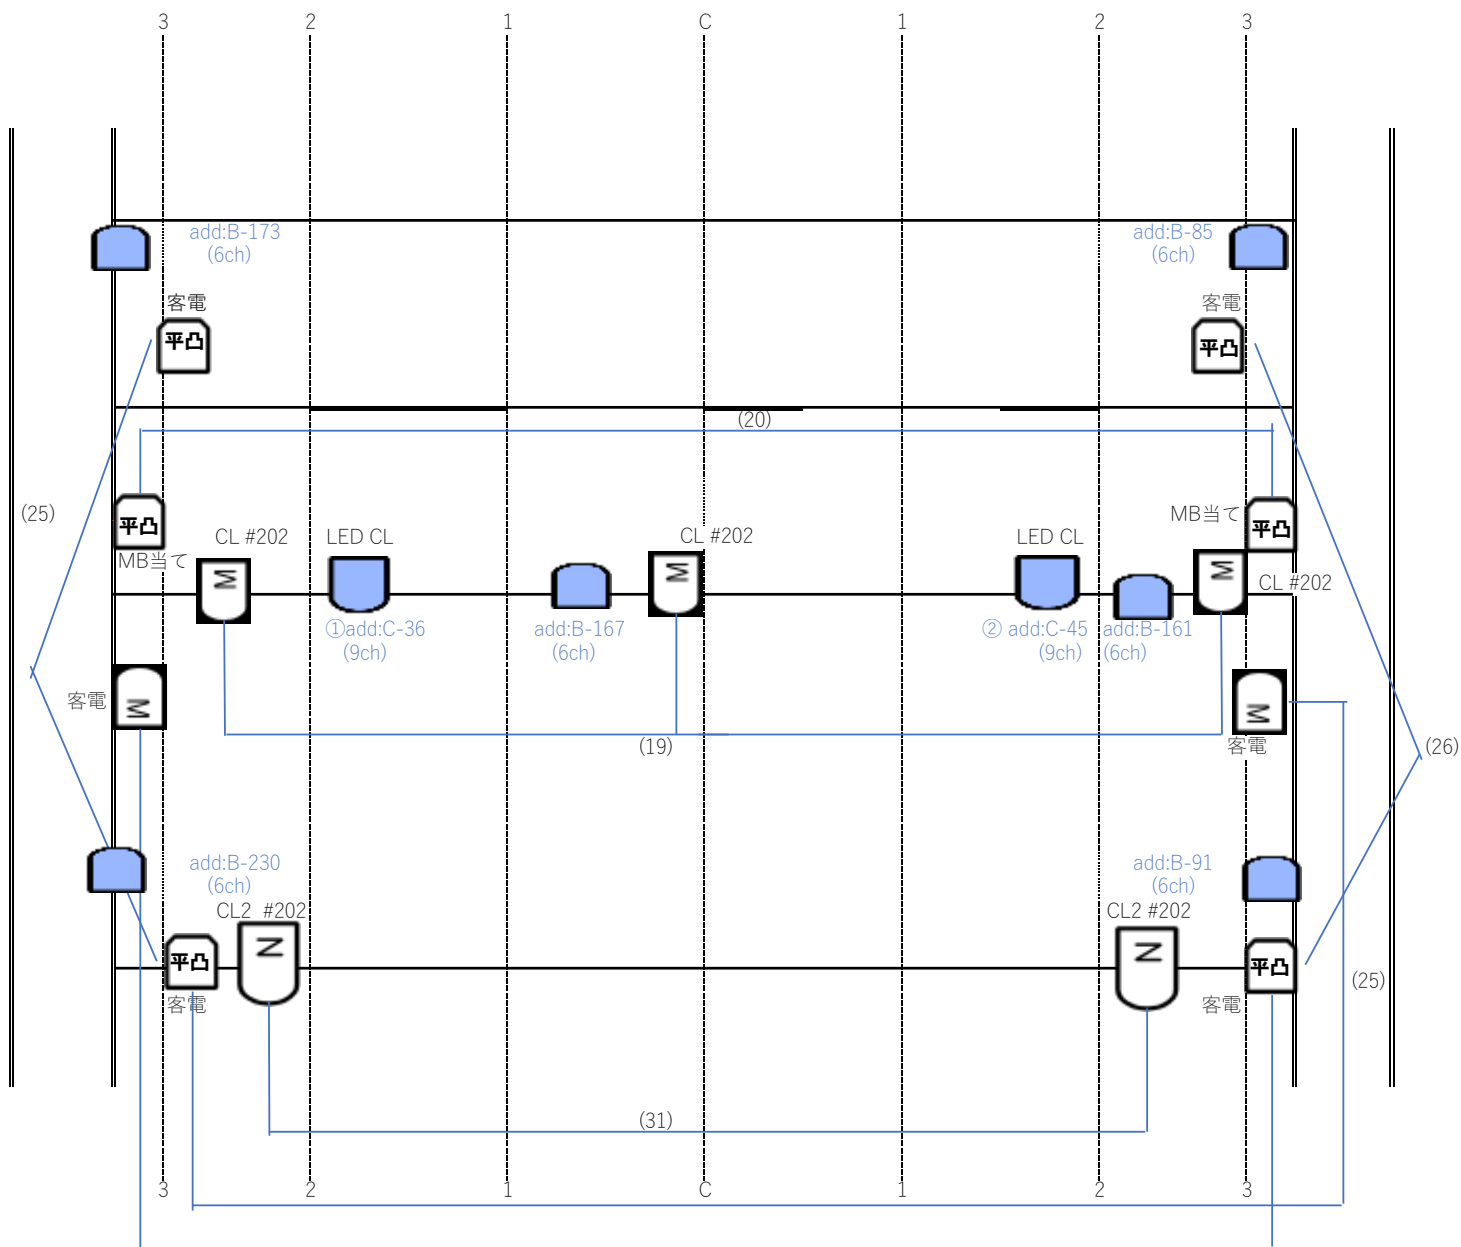 3 2 1 C 1 2 3
add:B-173
(6ch)
add:B-85
(6ch)
客電
平凸
客電
平凸
(20)
(25)
平凸
MB当て
MB当て
平凸
CL #202
M
LED CL
CL #202
M
LED CL
M
CL #202
①add:C-36
(9ch)
add:B-167
(6ch)
② add:C-45
(9ch)
add:B-161
(6ch)
客電
M
M
客電
(19)
(26)
add:B-230
(6ch)
add:B-91
(6ch)
CL2 #202
N
CL2 #202
N
平凸
客電
平凸
客電
(25)
(31)
3 2 1 C 1 2 3